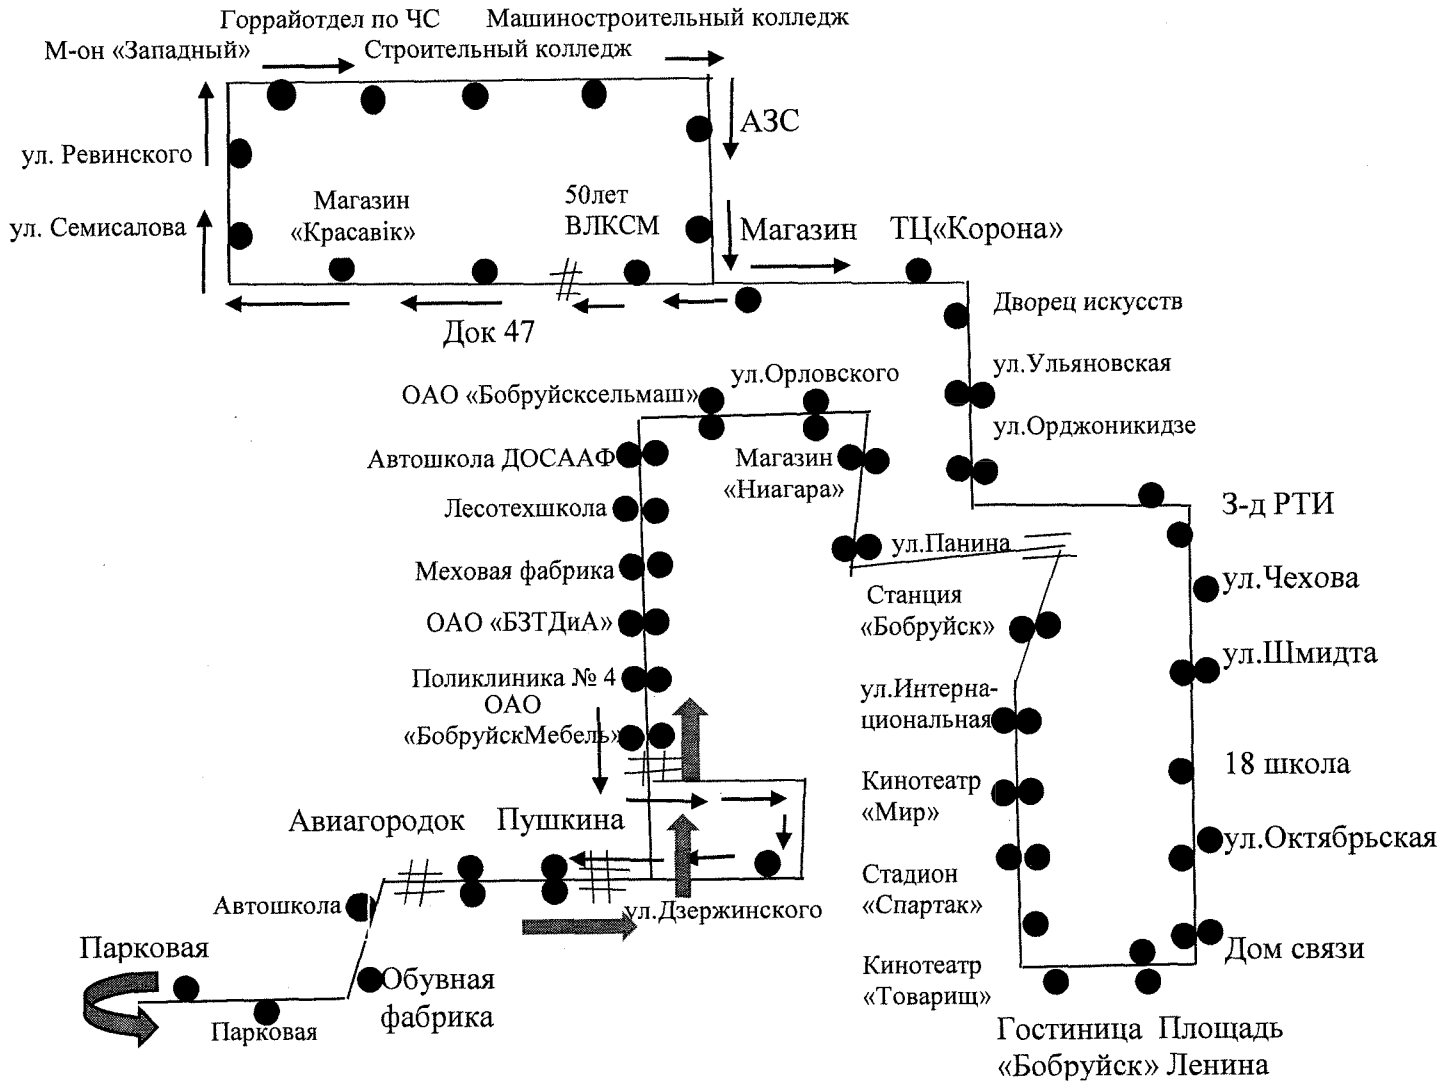 Горрайотдел по ЧС Машиностроительный колледж
М-он «Западный» Строительный колледж
АЗС
ул. Ревинского
Магазин
«Красавік»
50лет
ВЛКСМ
ул. Семисалова
Магазин ТЦ«Корона»
Док 47
Дворец искусств
ул.Ульяновская
ул.Орджоникидзе
ОАО «Бобруйсксельмаш»
ул.Орловского
Автошкола ДОСААФ
Магазин
«Ниагара»
Лесотехшкола
З-д РТИ
ул.Панина
Меховая фабрика
ул.Чехова
Станция
«Бобруйск»
ОАО «БЗТДиА»
ул.Шмидта
Поликлиника № 4
ОАО
«БобруйскМебель»
ул.Интерна-
циональная
18 школа
Кинотеатр
«Мир»
Авиагородок Пушкина
ул.Октябрьская
Стадион
«Спартак»
Автошкола
ул.Дзержинского
Парковая
Дом связи
Обувная
фабрика
Кинотеатр
«Товарищ»
Парковая
Гостиница Площадь
«Бобруйск» Ленина